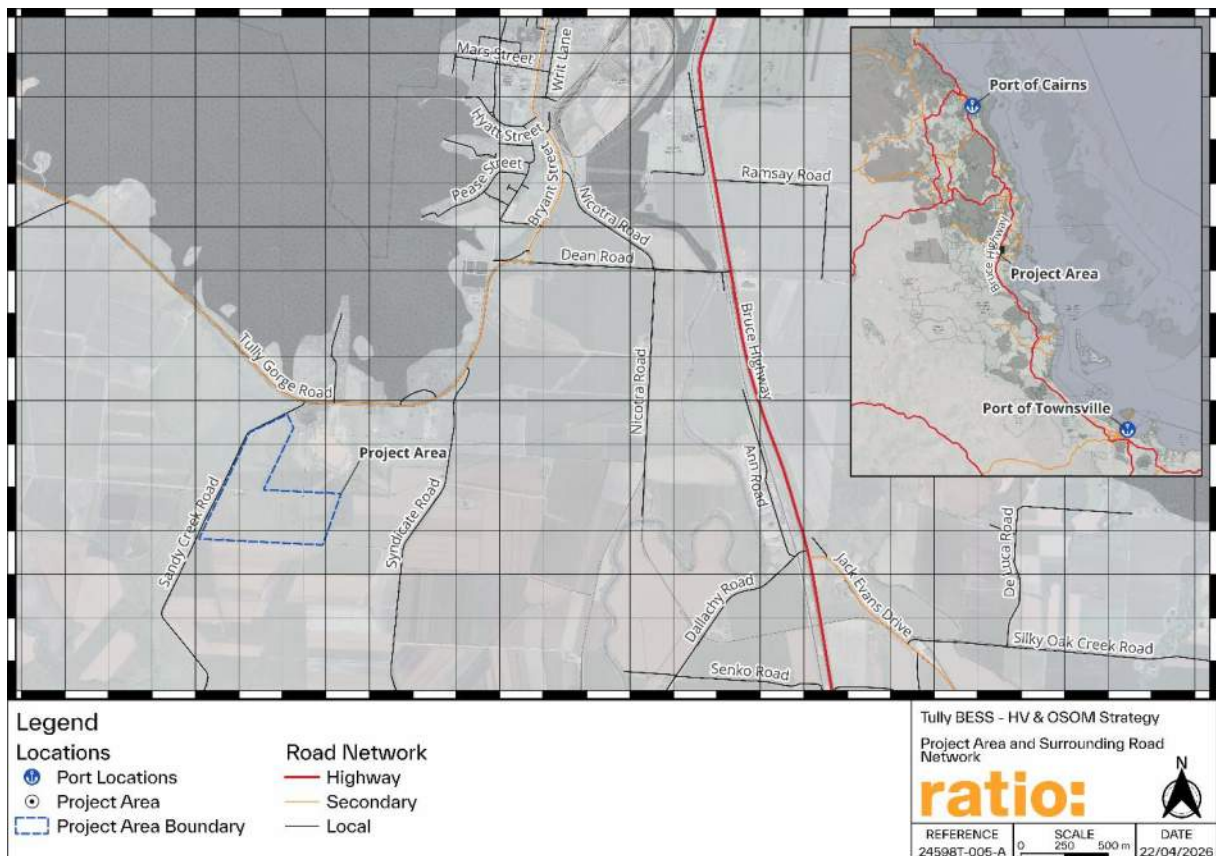 Mars Street
Writ Lane
Hyatt Street
Pease Street
Bryant Street
Nicotra Road
Ramsay Road
Dean Road
Tully Gorge Road
Nicotra Road
Bruce Highway
Project Area
Ann Road
Sandy Creek Road
Syndicate Road
Dallachy Road
Jack Evans Drive
De Luca Road
Silky Oak Creek Road
Senko Road
Port of Cairns
Bruce Highway
Project Area
Port of Townsville
Legend
Locations
Port Locations
Project Area
Project Area Boundary
Road Network
Highway
Secondary
Local
Tully BESS - HV & OSOM Strategy
Project Area and Surrounding Road
Network
ratio:
N
REFERENCE
24598T-005-A
SCALE
0 250 500 m
DATE
22/04/2026